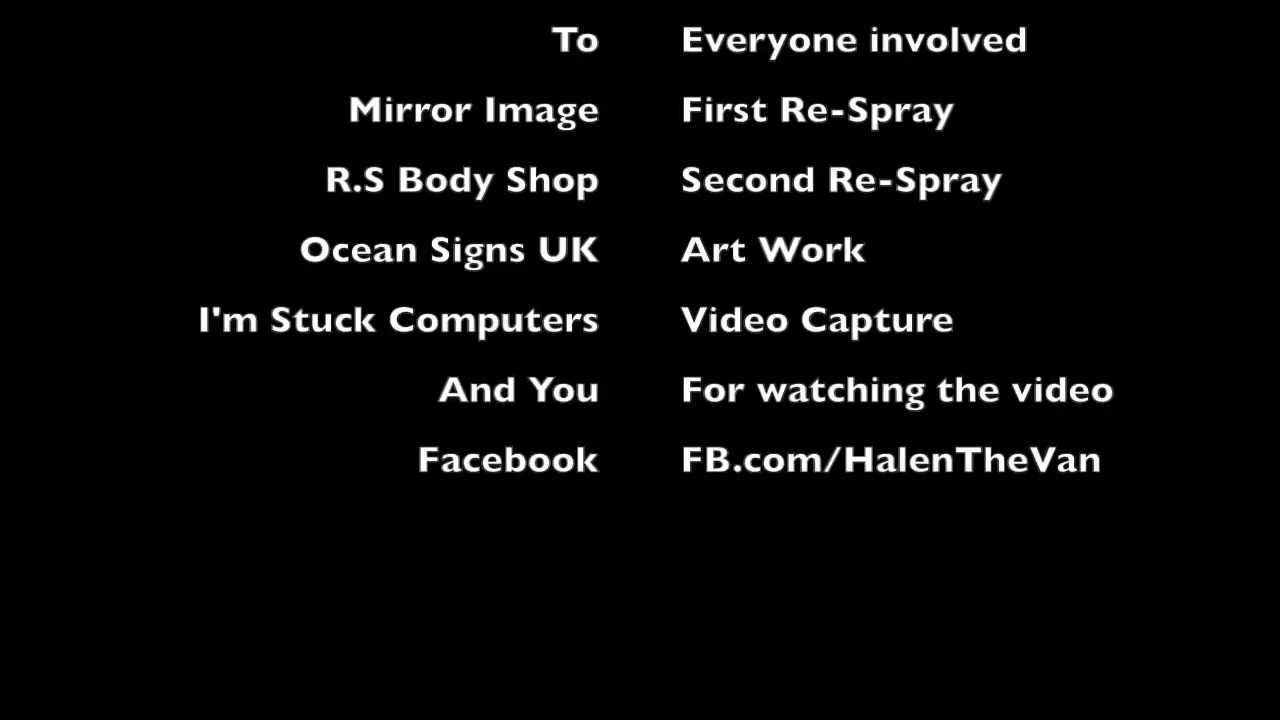 To Everyone involved
Mirror Image First Re-Spray
R.S Body Shop Second Re-Spray
Ocean Signs UK Art Work
I'm Stuck Computers Video Capture
And You For watching the video
Facebook FB.com/HalenTheVan